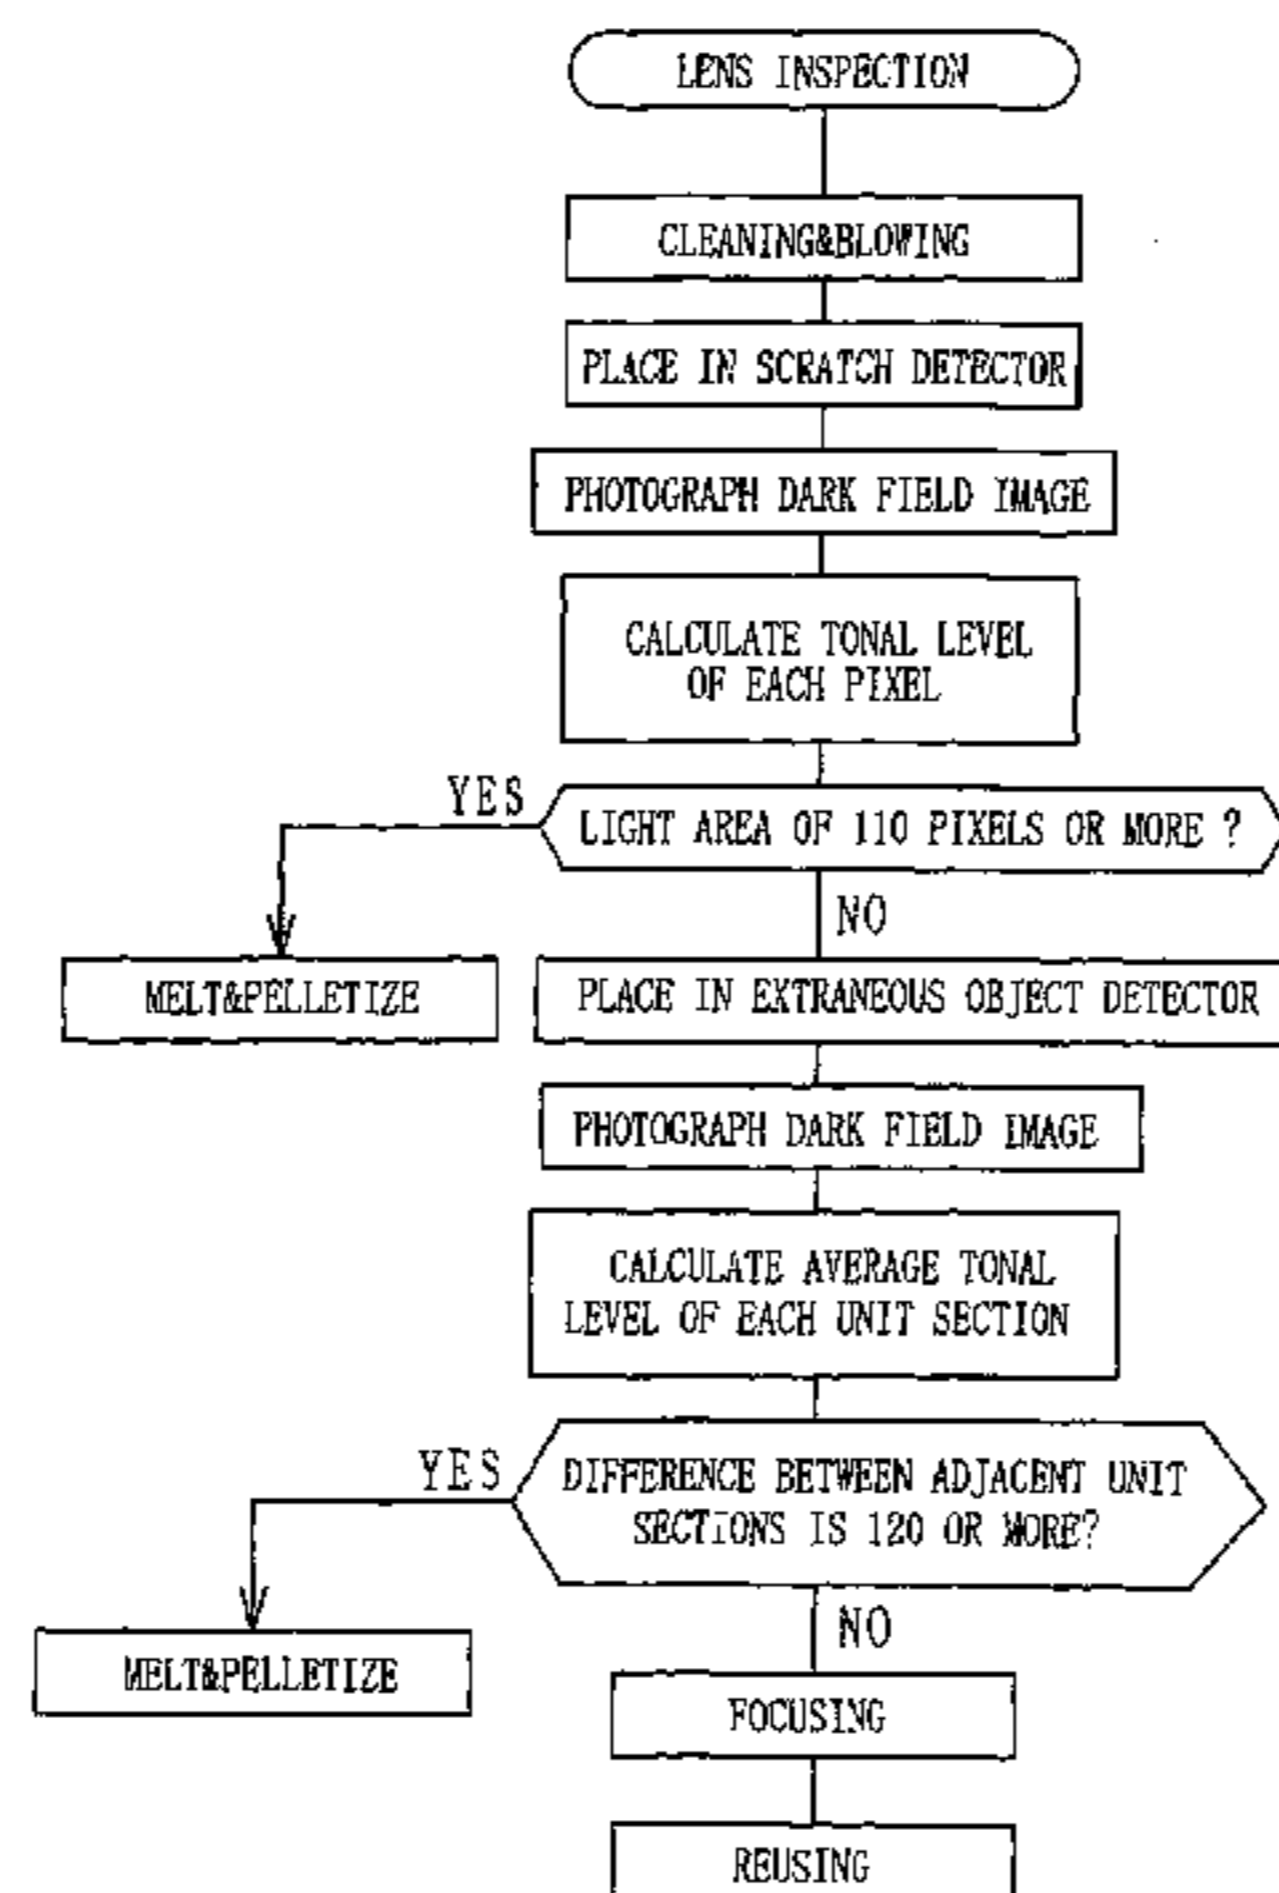 LENS INSPECTION
CLEANING&BLOWING
PLACE IN SCRATCH DETECTOR
PHOTOGRAPH DARK FIELD IMAGE
CALCULATE TONAL LEVEL
OF EACH PIXEL
YES
LIGHT AREA OF 110 PIXELS OR MORE ?
NO
MELT&PELLETIZE
PLACE IN EXTRANEOUS OBJECT DETECTOR
PHOTOGRAPH DARK FIELD IMAGE
CALCULATE AVERAGE TONAL
LEVEL OF EACH UNIT SECTION
YES
DIFFERENCE BETWEEN ADJACENT UNIT
SECTIONS IS 120 OR MORE?
NO
MELT&PELLETIZE
FOCUSING
REUSING